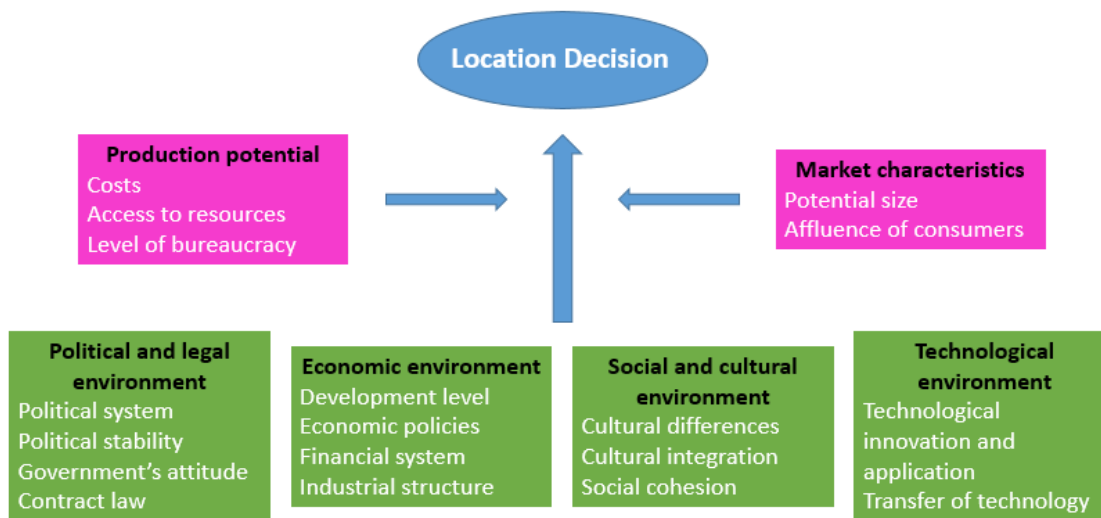 Location Decision
Production potential
Costs
Access to resources
Level of bureaucracy
Market characteristics
Potential size
Affluence of consumers
Political and legal
environment
Political system
Political stability
Government’s attitude
Contract law
Economic environment
Development level
Economic policies
Financial system
Industrial structure
Social and cultural
environment
Cultural differences
Cultural integration
Social cohesion
Technological
environment
Technological
innovation and
application
Transfer of technology